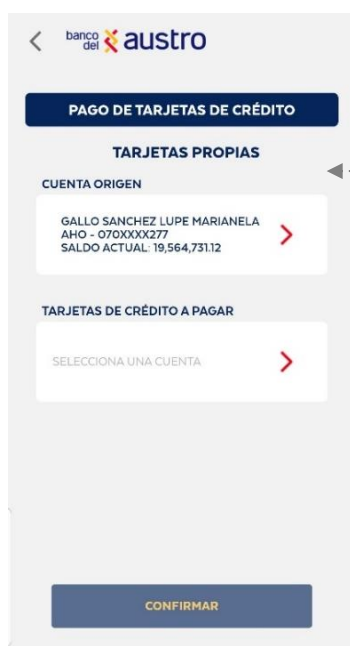 banco
del austro
PAGO DE TARJETAS DE CRÉDITO
TARJETAS PROPIAS
CUENTA ORIGEN
GALLO SANCHEZ LUPE MARIANELA
AHO - 070XXXX277
SALDO ACTUAL: 19,564,731.12
TARJETAS DE CRÉDITO A PAGAR
SELECCIONA UNA CUENTA
CONFIRMAR